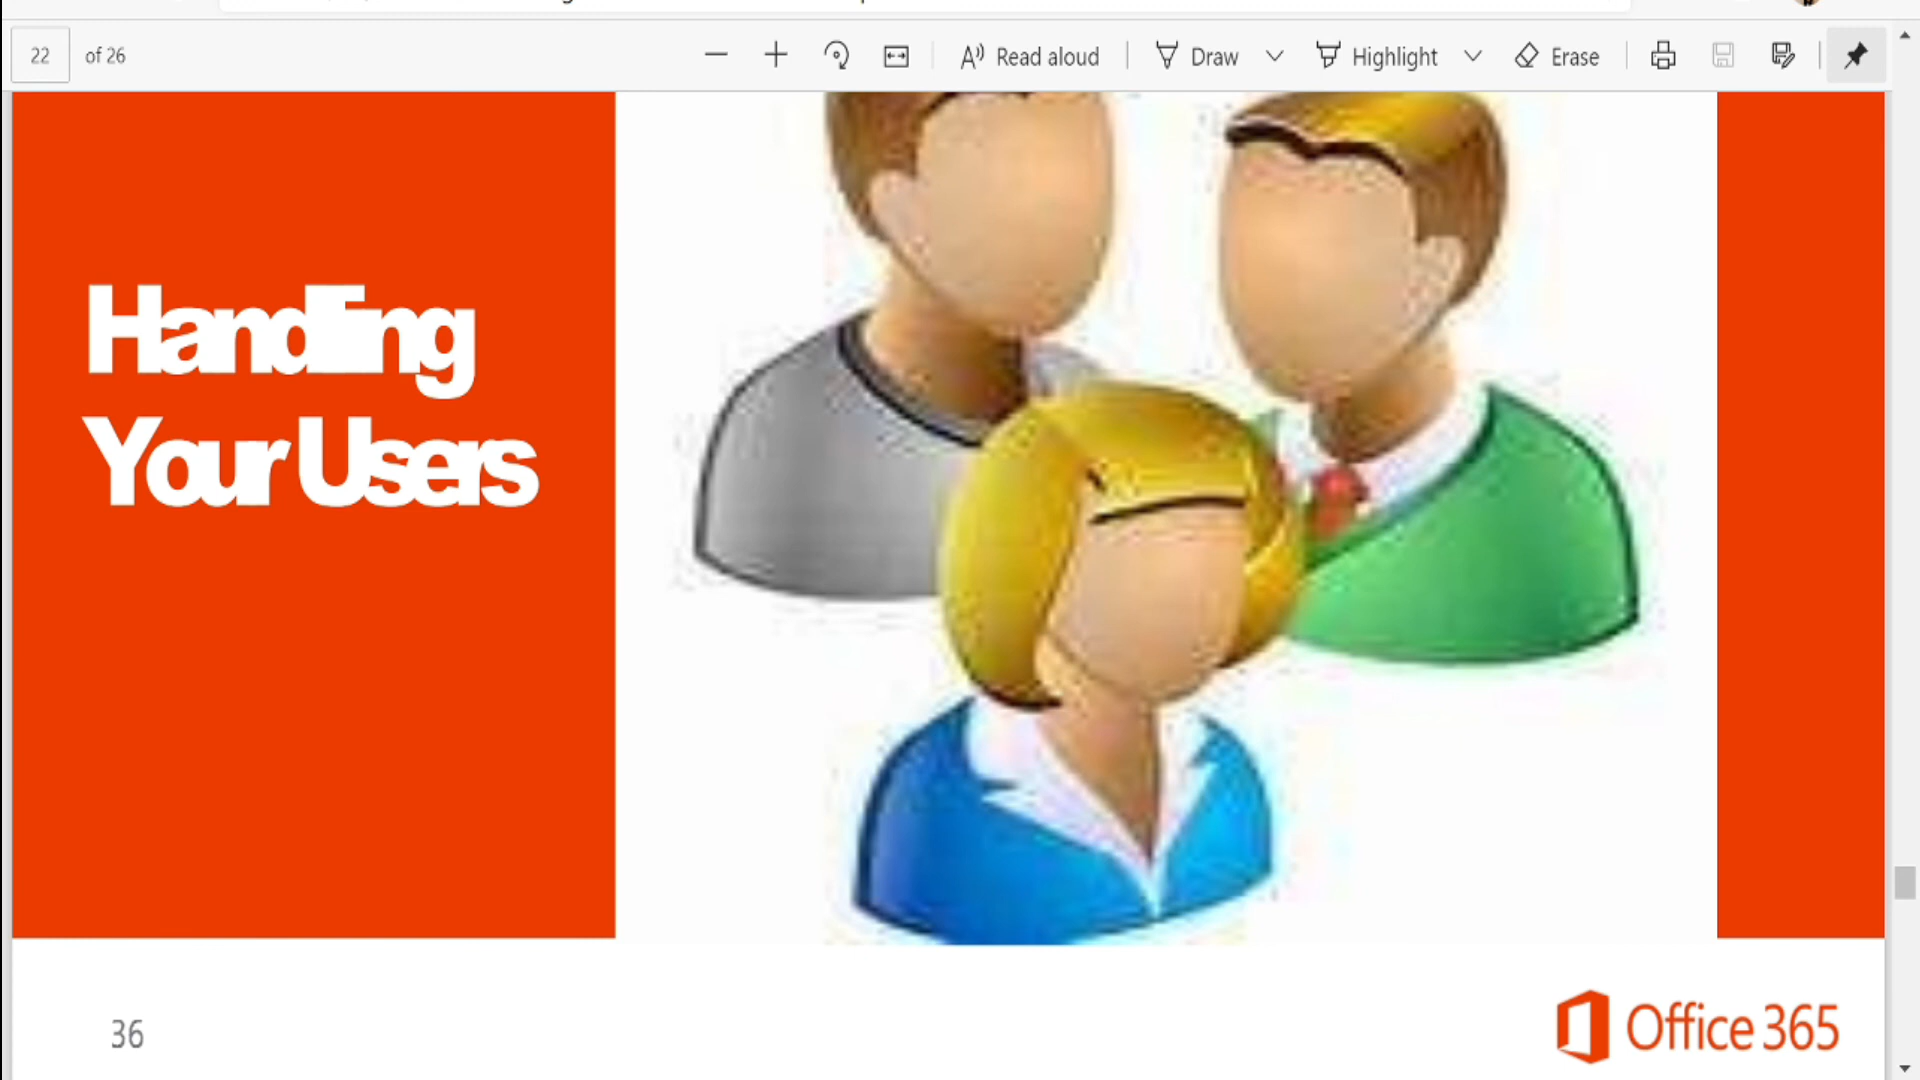 22 of 26 Read aloud Draw Highlight Erase
Handling
Your Users
36
Office 365